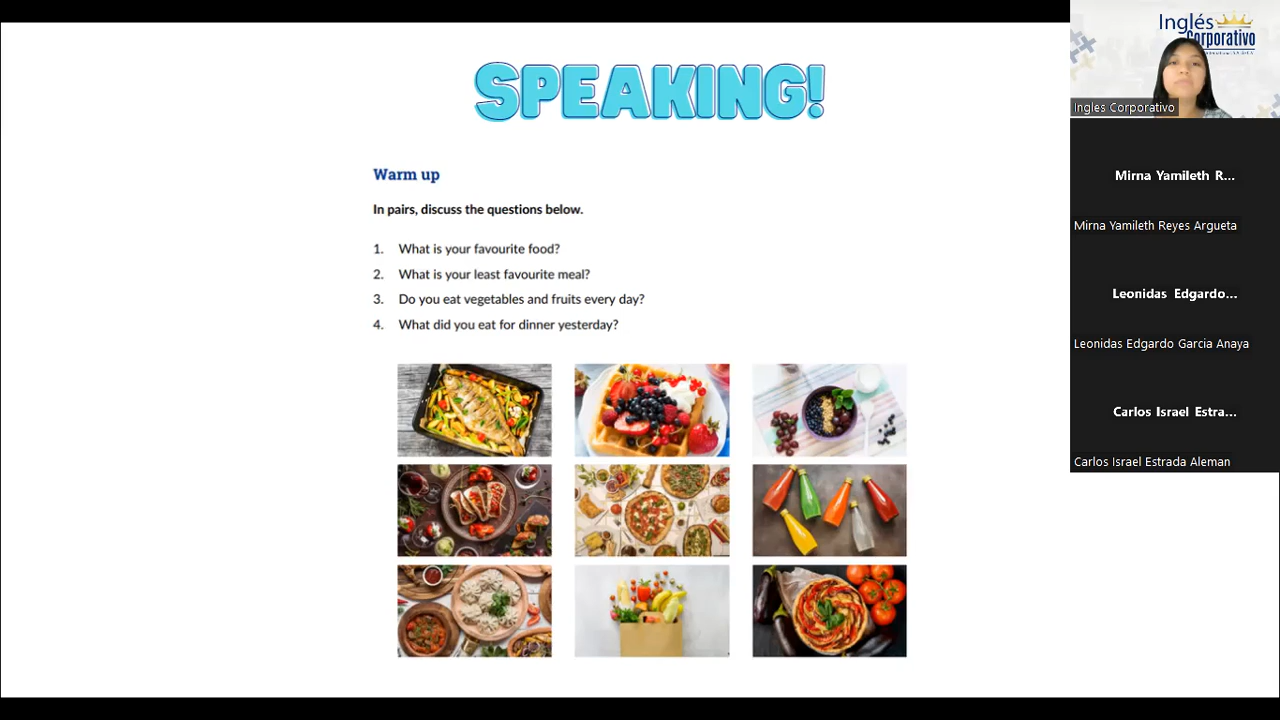 SPEAKING!
Warm up
In pairs, discuss the questions below.
1. What is your favourite food?
2. What is your least favourite meal?
3. Do you eat vegetables and fruits every day?
4. What did you eat for dinner yesterday?
Inglés
Corporativo
Ingles Corporativo
Mirna Yamileth R...
Mirna Yamileth Reyes Argueta
Leonidas Edgardo...
Leonidas Edgardo Garcia Anaya
Carlos Israel Estra...
Carlos Israel Estrada Aleman